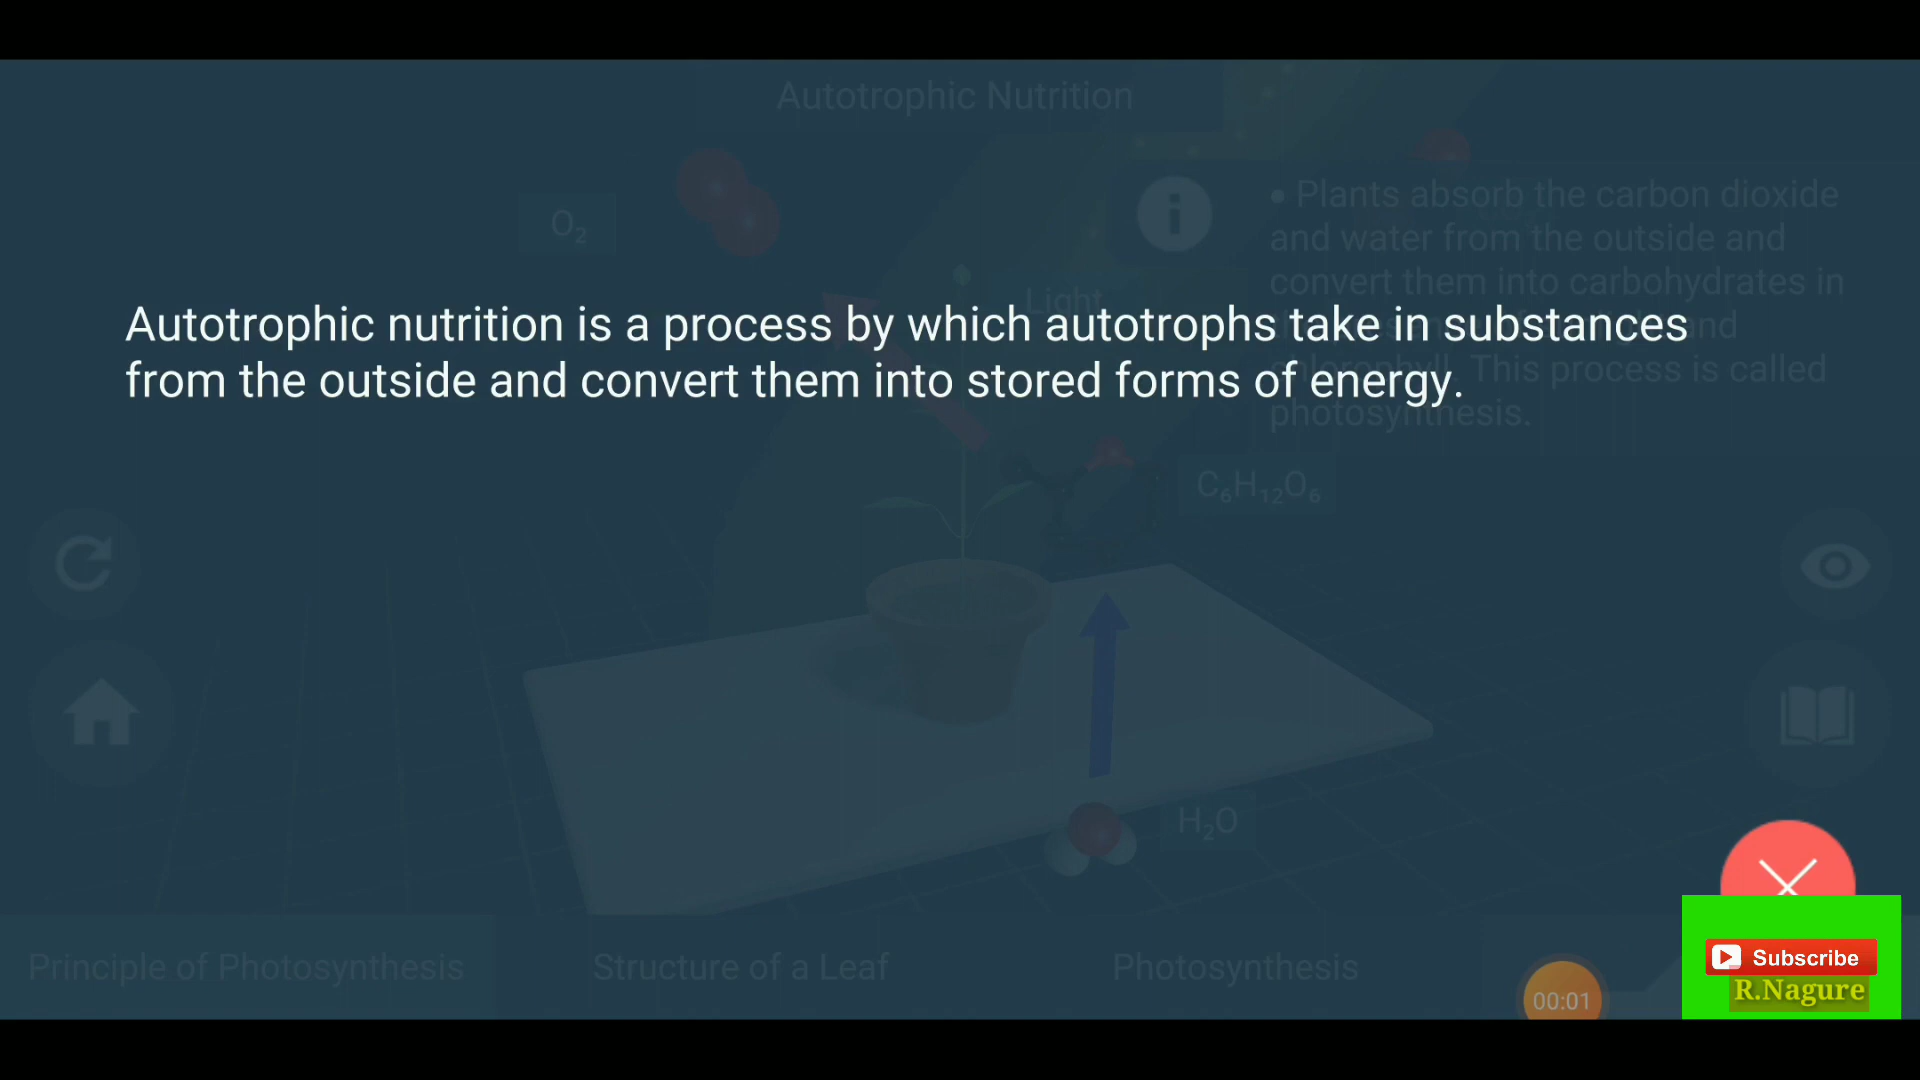 Autotrophic Nutrition
O₂
• Plants absorb the carbon dioxide
and water from the outside and
convert them into carbohydrates in
Light
Autotrophic nutrition is a process by which autotrophs take in substances
from the outside and convert them into stored forms of energy.
and
chlorophyll. This process is called
photosynthesis.
C₆H₁₂O₆
H₂O
Principle of Photosynthesis
Structure of a Leaf
Photosynthesis
00:01
Subscribe
R.Nagure